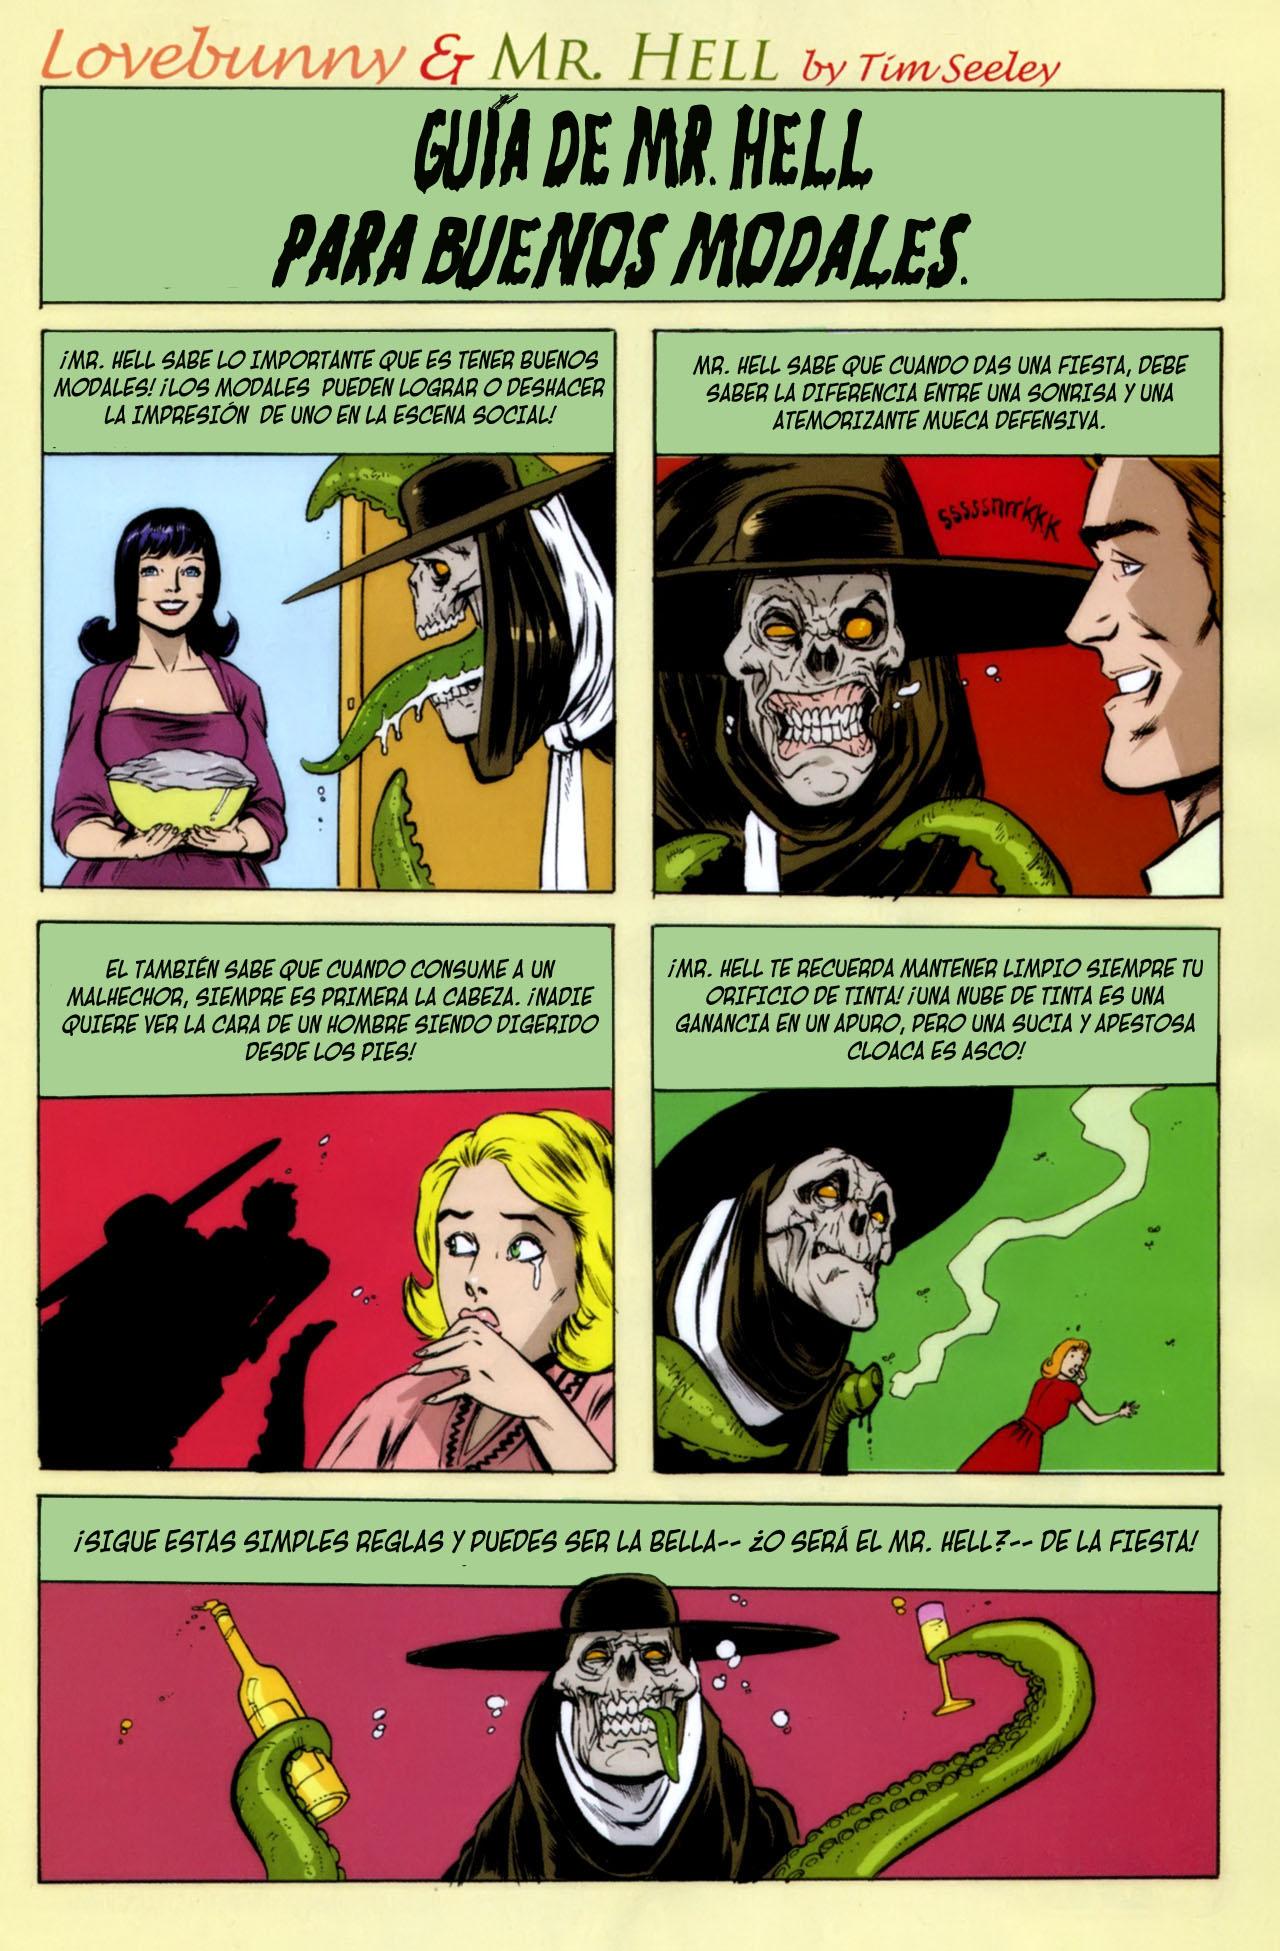 Lovebunny & Mr. Hell by Tim Seeley
GUÍA DE MR. HELL
PARA BUENOS MODALES.
¡MR. HELL SABE LO IMPORTANTE QUE ES TENER BUENOS
MODALES! ¡LOS MODALES PUEDEN LOGRAR O DESHACER
LA IMPRESIÓN DE UNO EN LA ESCENA SOCIAL!
MR. HELL SABE QUE CUANDO DAS UNA FIESTA, DEBE
SABER LA DIFERENCIA ENTRE UNA SONRISA Y UNA
ATEMORIZANTE MUECA DEFENSIVA.
sssssnrrkkk
EL TAMBIÉN SABE QUE CUANDO CONSUME A UN
MALHECHOR, SIEMPRE ES PRIMERA LA CABEZA. ¡NADIE
QUIERE VER LA CARA DE UN HOMBRE SIENDO DIGERIDO
DESDE LOS PIES!
¡MR. HELL TE RECUERDA MANTENER LIMPIO SIEMPRE TU
ORIFICIO DE TINTA! ¡UNA NUBE DE TINTA ES UNA
GANANCIA EN UN APURO, PERO UNA SUCIA Y APESTOSA
CLOACA ES ASCO!
¡SIGUE ESTAS SIMPLES REGLAS Y PUEDES SER LA BELLA-- ¿O SERÁ EL MR. HELL?-- DE LA FIESTA!